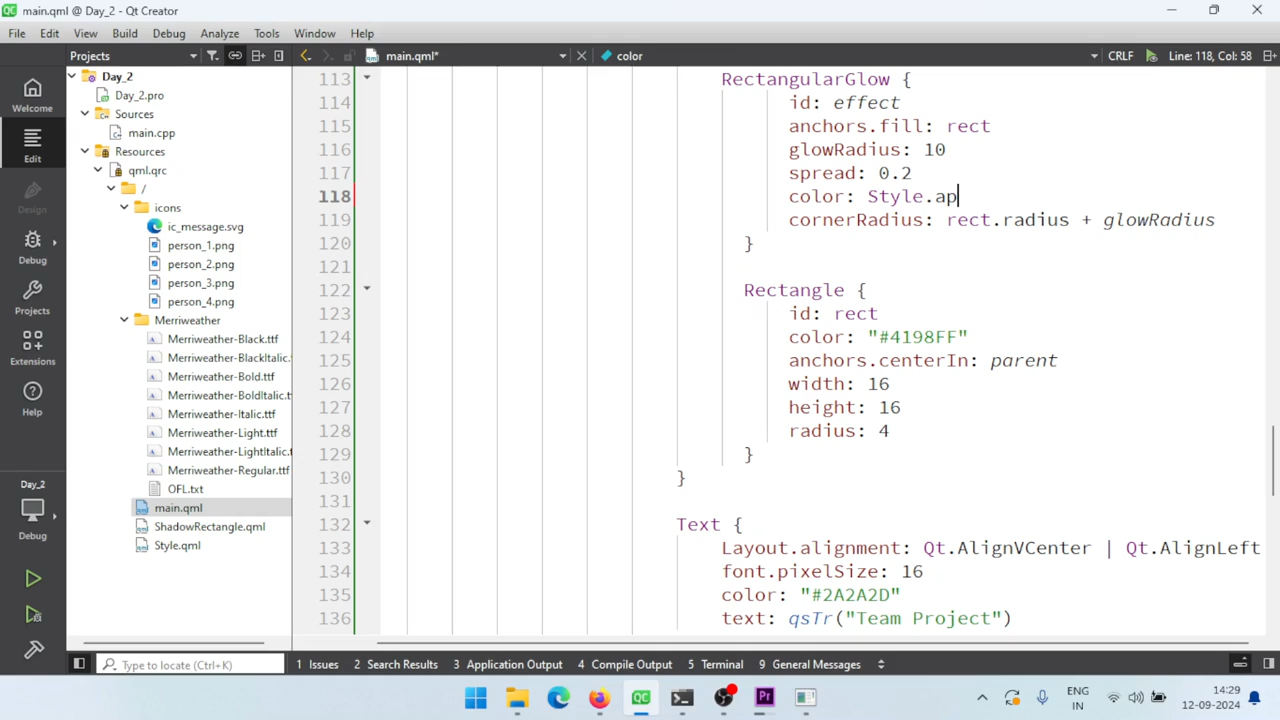 main.qml @ Day_2 - Qt Creator
File Edit View Build Debug Analyze Tools Window Help
Projects
main.qml*
color
CRLF
Line: 118, Col: 58
Welcome
Edit
Design
Debug
Projects
Extensions
Help
Day_2
Debug
Day_2
Day_2.pro
Sources
main.cpp
Resources
qml.qrc
/
icons
ic_message.svg
person_1.png
person_2.png
person_3.png
person_4.png
Merriweather
Merriweather-Black.ttf
Merriweather-BlackItalic.
Merriweather-Bold.ttf
Merriweather-BoldItalic.t
Merriweather-Italic.ttf
Merriweather-Light.ttf
Merriweather-LightItalic.t
Merriweather-Regular.ttf
OFL.txt
main.qml
ShadowRectangle.qml
Style.qml
113 RectangularGlow {
114 id: effect
115 anchors.fill: rect
116 glowRadius: 10
117 spread: 0.2
118 color: Style.ap
119 cornerRadius: rect.radius + glowRadius
120 }
121
122 Rectangle {
123 id: rect
124 color: "#4198FF"
125 anchors.centerIn: parent
126 width: 16
127 height: 16
128 radius: 4
129 }
130 }
131
132 Text {
133 Layout.alignment: Qt.AlignVCenter | Qt.AlignLeft
134 font.pixelSize: 16
135 color: "#2A2A2D"
136 text: qsTr("Team Project")
Type to locate (Ctrl+K)
1 Issues 2 Search Results 3 Application Output 4 Compile Output 5 Terminal 9 General Messages
ENG
IN
14:29
12-09-2024